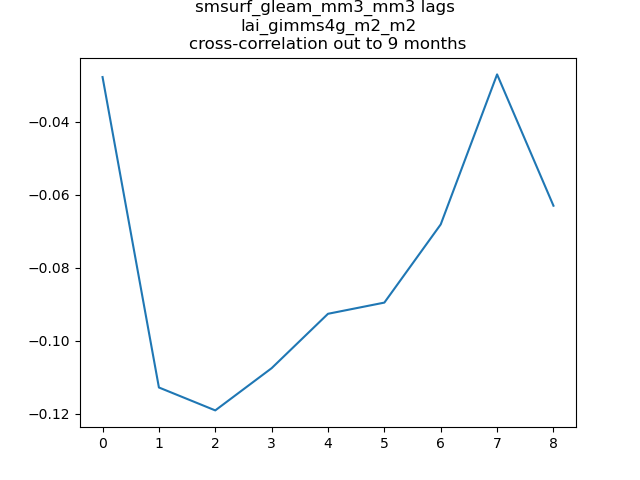 smsurf_gleam_mm3_mm3 lags
lai_gimms4g_m2_m2
cross-correlation out to 9 months
−0.04
−0.06
−0.08
−0.10
−0.12
0 1 2 3 4 5 6 7 8